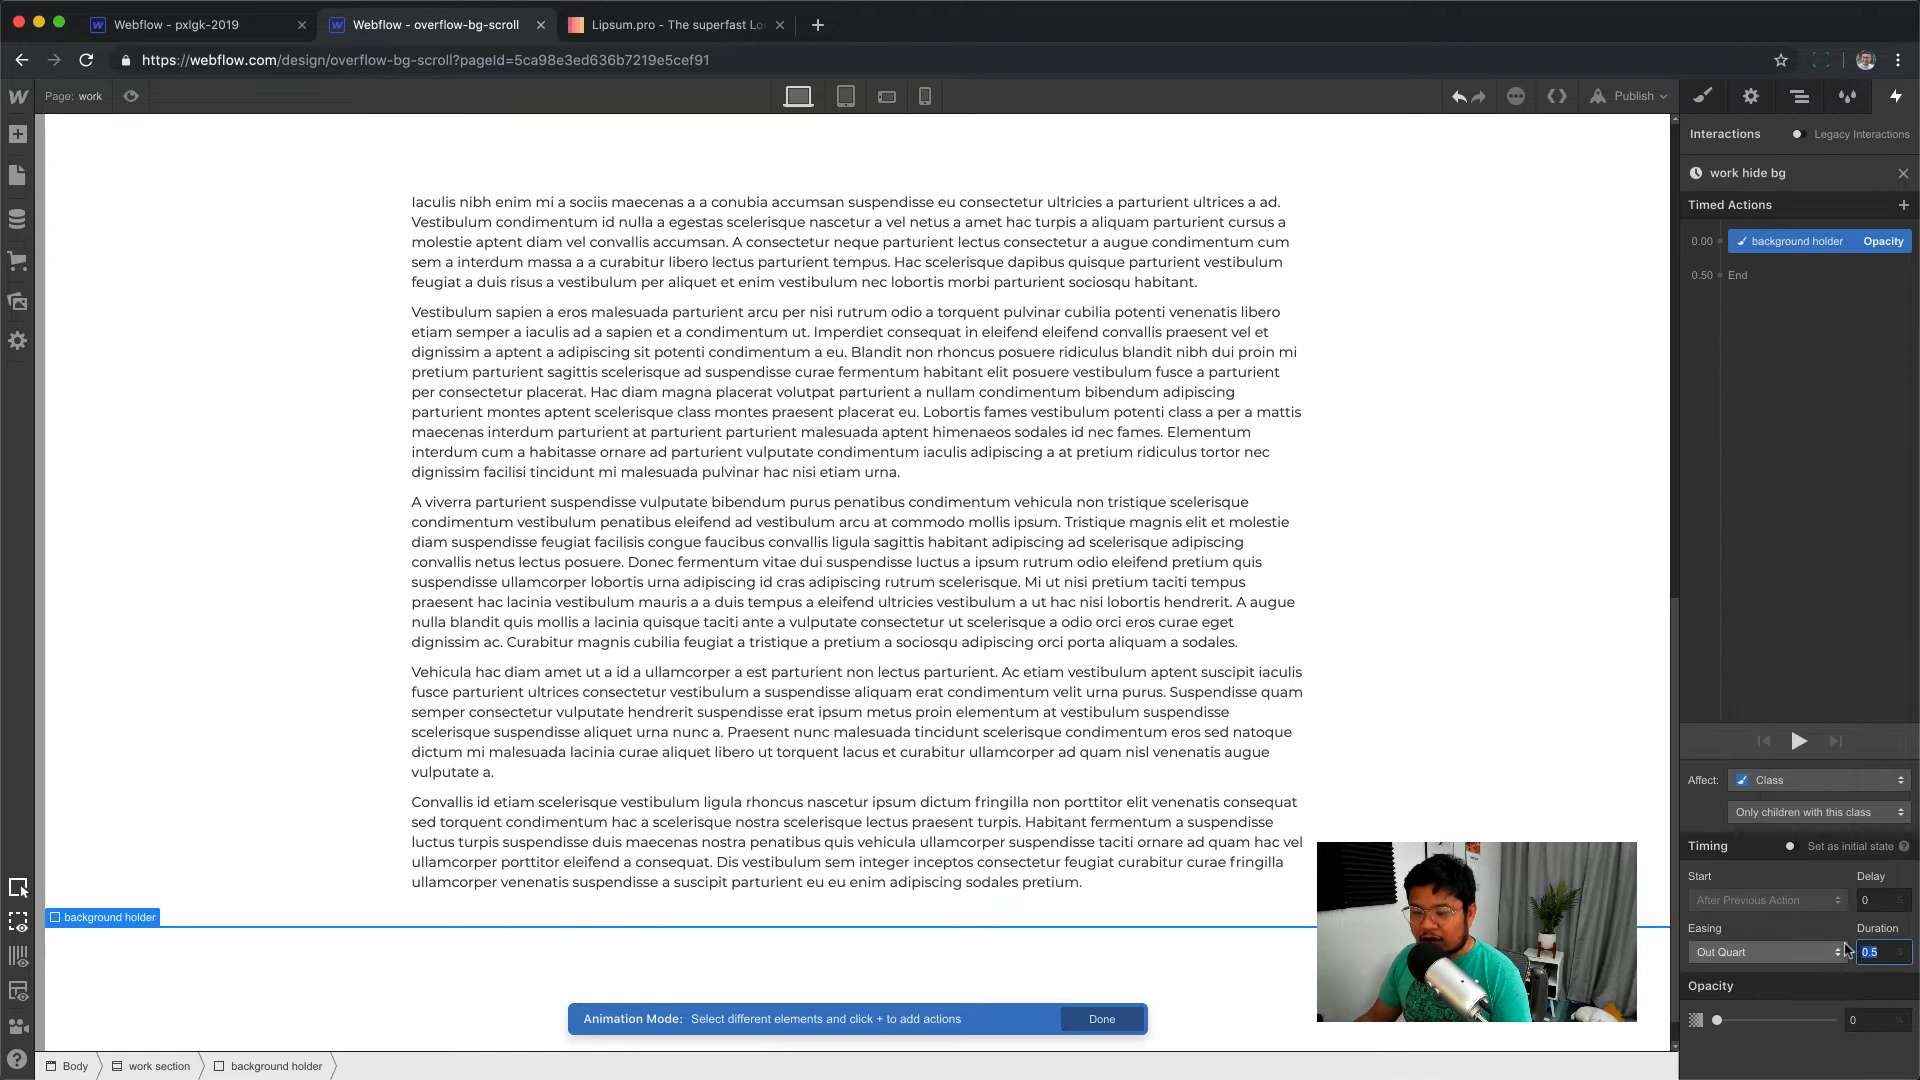 Webflow - pxlgk-2019
Webflow - overflow-bg-scroll
Lipsum.pro - The superfast Lo
https://webflow.com/design/overflow-bg-scroll?pageId=5ca98e3ed636b7219e5cef91
Page: work
Publish
Interactions
Legacy Interactions
work hide bg
Timed Actions
0.00
background holder
Opacity
0.50
End
Iaculis nibh enim mi a sociis maecenas a a conubia accumsan suspendisse eu consectetur ultricies a parturient ultrices a ad.
Vestibulum condimentum id nulla a egestas scelerisque nascetur a vel netus a amet hac turpis a aliquam parturient cursus a
molestie aptent diam vel convallis accumsan. A consectetur neque parturient lectus consectetur a augue condimentum cum
sem a interdum massa a a curabitur libero lectus parturient tempus. Hac scelerisque dapibus quisque parturient vestibulum
feugiat a duis risus a vestibulum per aliquet et enim vestibulum nec lobortis morbi parturient sociosqu habitant.
Vestibulum sapien a eros malesuada parturient arcu per nisi rutrum odio a torquent pulvinar cubilia potenti venenatis libero
etiam semper a iaculis ad a sapien et a condimentum ut. Imperdiet consequat in eleifend eleifend convallis praesent vel et
dignissim a aptent a adipiscing sit potenti condimentum a eu. Blandit non rhoncus posuere ridiculus blandit nibh dui proin mi
pretium parturient sagittis scelerisque ad suspendisse curae fermentum habitant elit posuere vestibulum fusce a parturient
per consectetur placerat. Hac diam magna placerat volutpat parturient a nullam condimentum bibendum adipiscing
parturient montes aptent scelerisque class montes praesent placerat eu. Lobortis fames vestibulum potenti class a per a mattis
maecenas interdum parturient at parturient parturient malesuada aptent himenaeos sodales id nec fames. Elementum
interdum cum a habitasse ornare ad parturient vulputate condimentum iaculis adipiscing a at pretium ridiculus tortor nec
dignissim facilisi tincidunt mi malesuada pulvinar hac nisi etiam urna.
A viverra parturient suspendisse vulputate bibendum purus penatibus condimentum vehicula non tristique scelerisque
condimentum vestibulum penatibus eleifend ad vestibulum arcu at commodo mollis ipsum. Tristique magnis elit et molestie
diam suspendisse feugiat facilisis congue faucibus convallis ligula sagittis habitant adipiscing ad scelerisque adipiscing
convallis netus lectus posuere. Donec fermentum vitae dui suspendisse luctus a ipsum rutrum odio eleifend pretium quis
suspendisse ullamcorper lobortis urna adipiscing id cras adipiscing rutrum scelerisque. Mi ut nisi pretium taciti tempus
praesent hac lacinia vestibulum mauris a a duis tempus a eleifend ultricies vestibulum a ut hac nisi lobortis hendrerit. A augue
nulla blandit quis mollis a lacinia quisque taciti ante a vulputate consectetur ut scelerisque a odio orci eros curae eget
dignissim ac. Curabitur magnis cubilia feugiat a tristique a pretium a sociosqu adipiscing orci porta aliquam a sodales.
Vehicula hac diam amet ut a id a ullamcorper a est parturient non lectus parturient. Ac etiam vestibulum aptent suscipit iaculis
fusce parturient ultrices consectetur vestibulum a suspendisse aliquam erat condimentum velit urna purus. Suspendisse quam
semper consectetur vulputate hendrerit suspendisse erat ipsum metus proin elementum at vestibulum suspendisse
scelerisque suspendisse aliquet urna nunc a. Praesent nunc malesuada tincidunt scelerisque condimentum eros sed natoque
dictum mi malesuada lacinia curae aliquet libero ut torquent lacus et curabitur ullamcorper ad quam nisl venenatis augue
vulputate a.
Convallis id etiam scelerisque vestibulum ligula rhoncus nascetur ipsum dictum fringilla non porttitor elit venenatis consequat
sed torquent condimentum hac a scelerisque nostra scelerisque lectus praesent turpis. Habitant fermentum a suspendisse
luctus turpis suspendisse duis maecenas nostra penatibus quis vehicula ullamcorper suspendisse taciti ornare ad quam hac vel
ullamcorper porttitor eleifend a consequat. Dis vestibulum sem integer inceptos consectetur feugiat curabitur curae fringilla
ullamcorper venenatis suspendisse a suscipit parturient eu eu enim adipiscing sodales pretium.
background holder
Affect:
Class
Only children with this class
Timing
Set as initial state
Start
Delay
After Previous Action
0
S
Easing
Duration
Out Quart
0.5
S
Opacity
0
%
Animation Mode: Select different elements and click + to add actions
Done
Body
work section
background holder